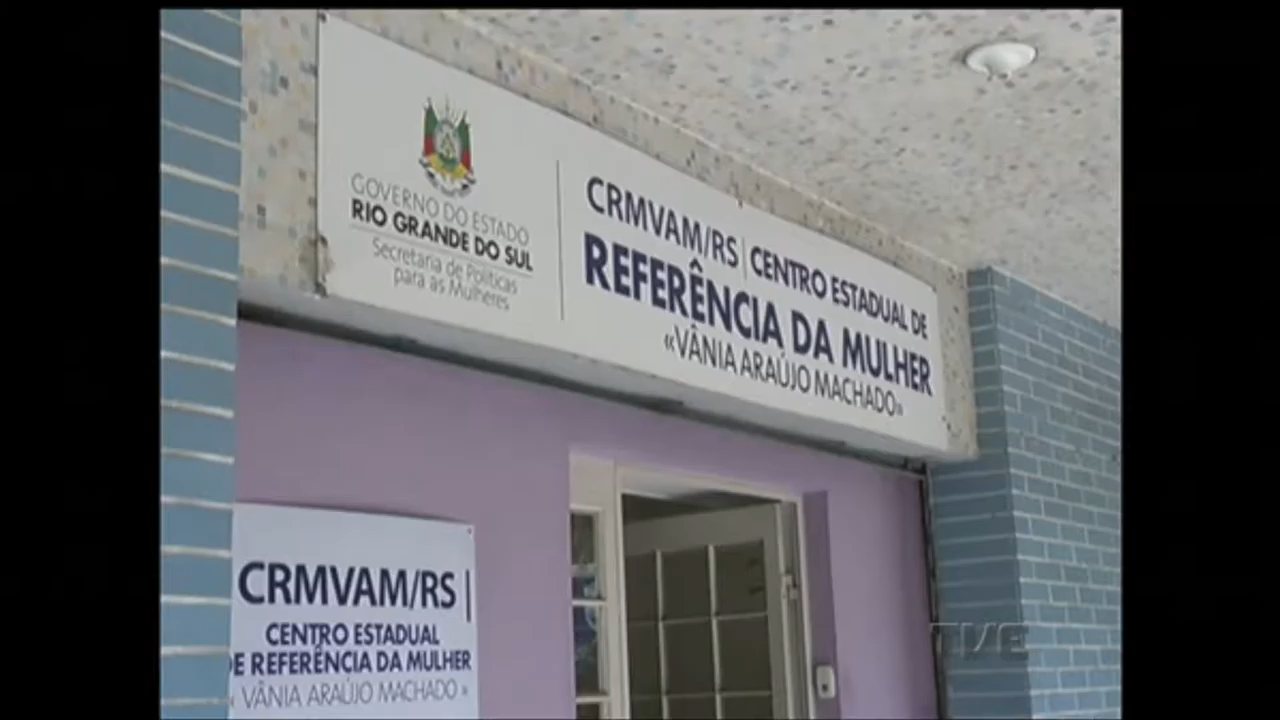 GOVERNO DO ESTADO
RIO GRANDE DO SUL
Secretaria de Políticas
para as Mulheres
CRMVAM/RS | CENTRO ESTADUAL DE
REFERÊNCIA DA MULHER
«VÂNIA ARAÚJO MACHADO»
CRMVAM/RS |
CENTRO ESTADUAL
DE REFERÊNCIA DA MULHER
« VÂNIA ARAÚJO MACHADO »
TVE